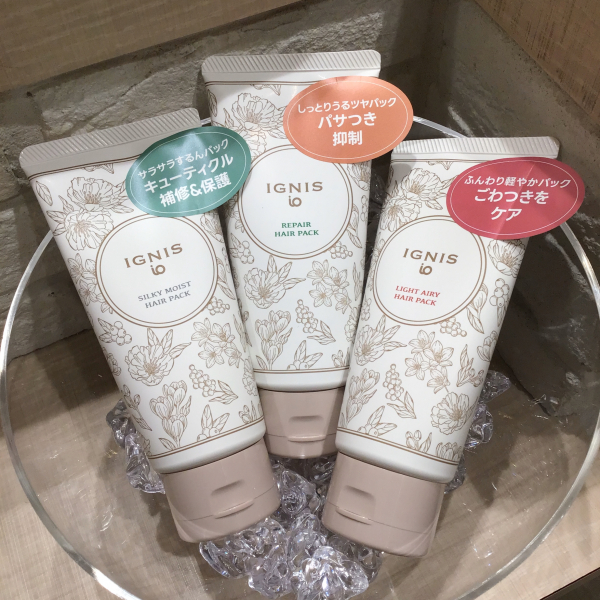 サラサラするんパック
キューティクル
補修&保護
IGNIS
io
SILKY MOIST
HAIR PACK
しっとりうるツヤパック
パサつき
抑制
IGNIS
io
REPAIR
HAIR PACK
ふんわり軽やかパック
ごわつきを
ケア
IGNIS
io
LIGHT AIRY
HAIR PACK